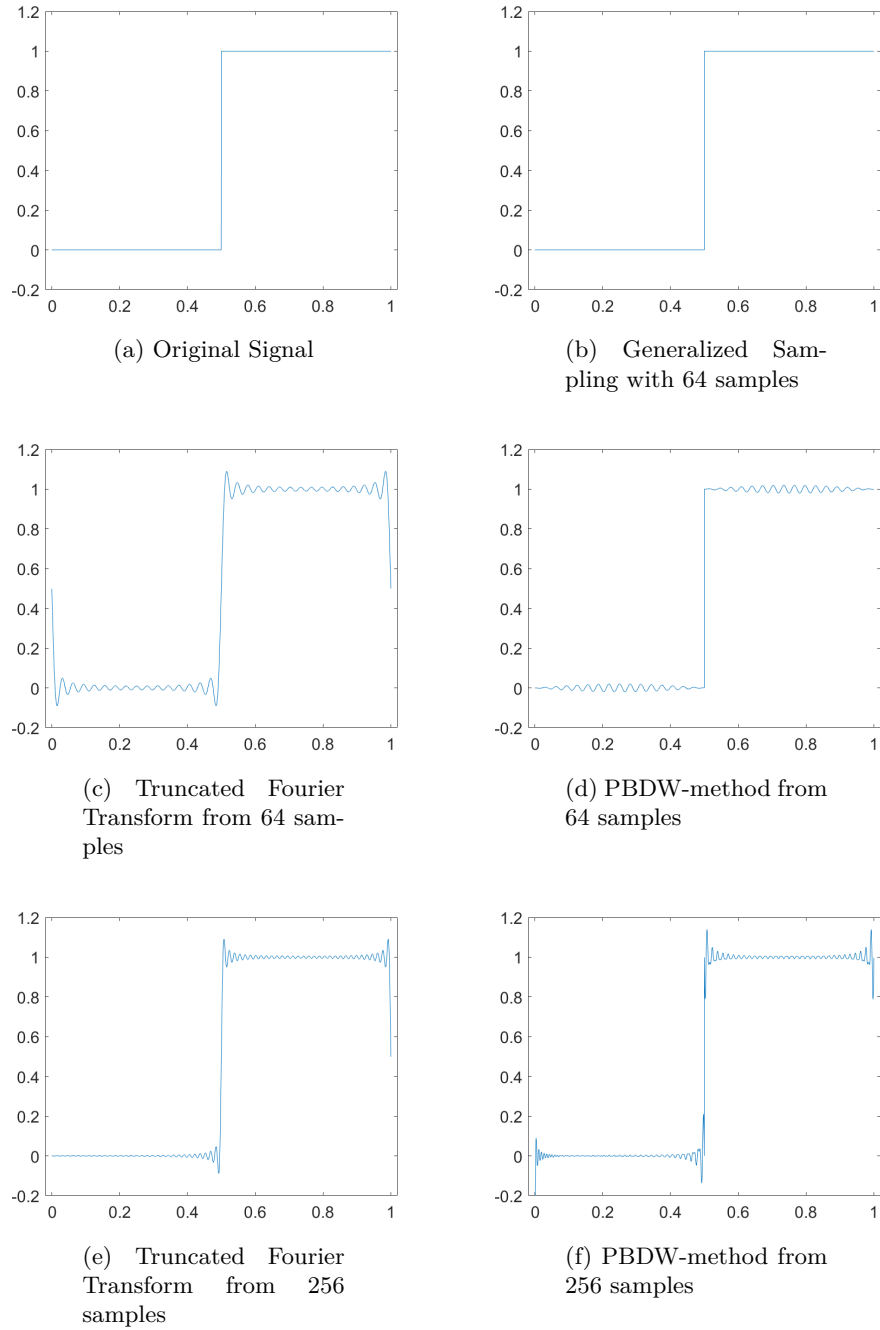 1.2
1
0.8
0.6
0.4
0.2
0
-0.2
0 0.2 0.4 0.6 0.8 1
(a) Original Signal
1.2
1
0.8
0.6
0.4
0.2
0
-0.2
0 0.2 0.4 0.6 0.8 1
(b) Generalized Sam-
pling with 64 samples
1.2
1
0.8
0.6
0.4
0.2
0
-0.2
0 0.2 0.4 0.6 0.8 1
(c) Truncated Fourier
Transform from 64 sam-
ples
1.2
1
0.8
0.6
0.4
0.2
0
-0.2
0 0.2 0.4 0.6 0.8 1
(d) PBDW-method from
64 samples
1.2
1
0.8
0.6
0.4
0.2
0
-0.2
0 0.2 0.4 0.6 0.8 1
(e) Truncated Fourier
Transform from 256
samples
1.2
1
0.8
0.6
0.4
0.2
0
-0.2
0 0.2 0.4 0.6 0.8 1
(f) PBDW-method from
256 samples